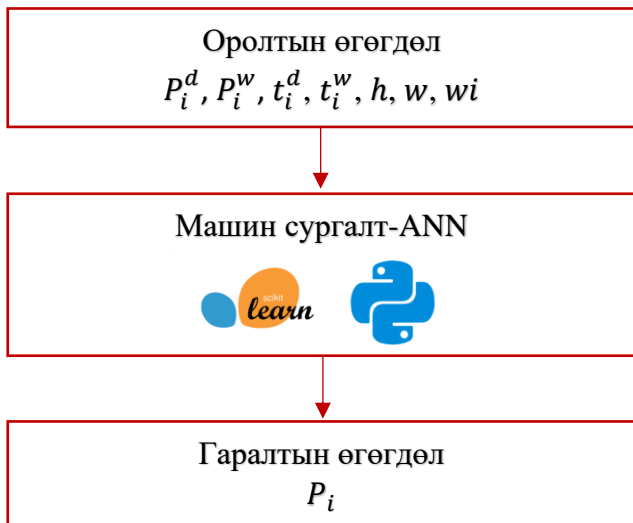 Оролтын өгөгдөл
$P_i^d, P_i^w, t_i^d, t_i^w, h, w, wi$
Машин сургалт-ANN
scikit
learn
Гаралтын өгөгдөл
$P_i$